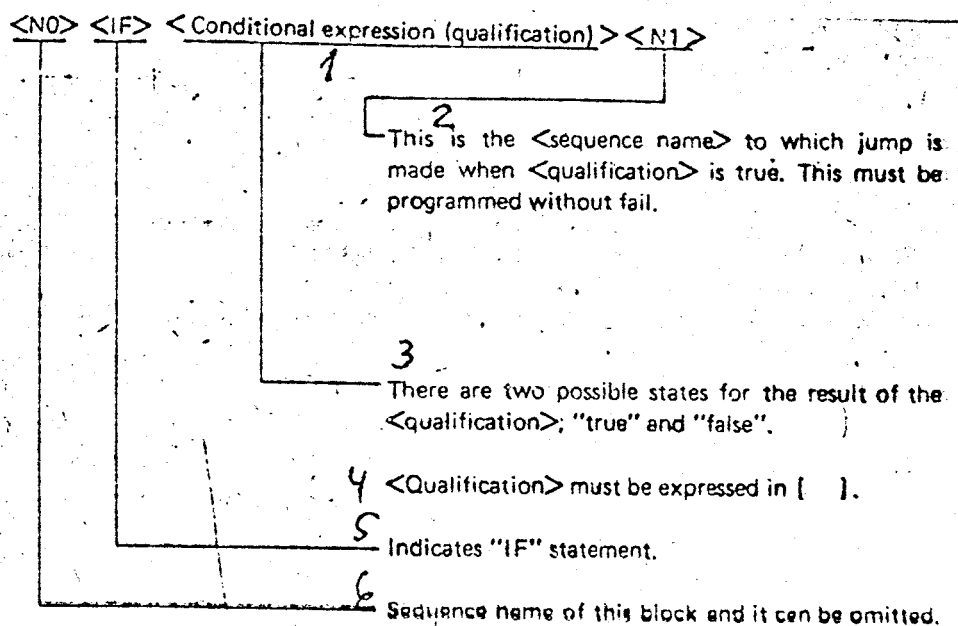 <NO> <IF> <Conditional expression (qualification)> <N1>
1
2
This is the <sequence name> to which jump is
made when <qualification> is true. This must be
programmed without fail.
3
There are two possible states for the result of the
<qualification>; "true" and "false".
4 <Qualification> must be expressed in [ ].
5
Indicates "IF" statement.
6
Sequence name of this block and it can be omitted.